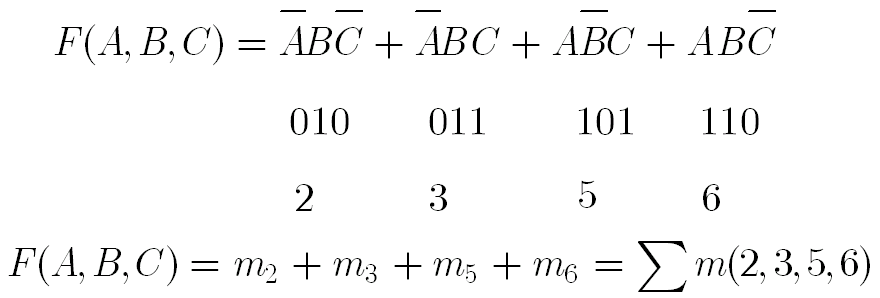 F(A, B, C) = A̅BC̅ + A̅BC + AB̅C + ABC̅
010 011 101 110
2 3 5 6
F(A, B, C) = m₂ + m₃ + m₅ + m₆ = ∑ m(2, 3, 5, 6)